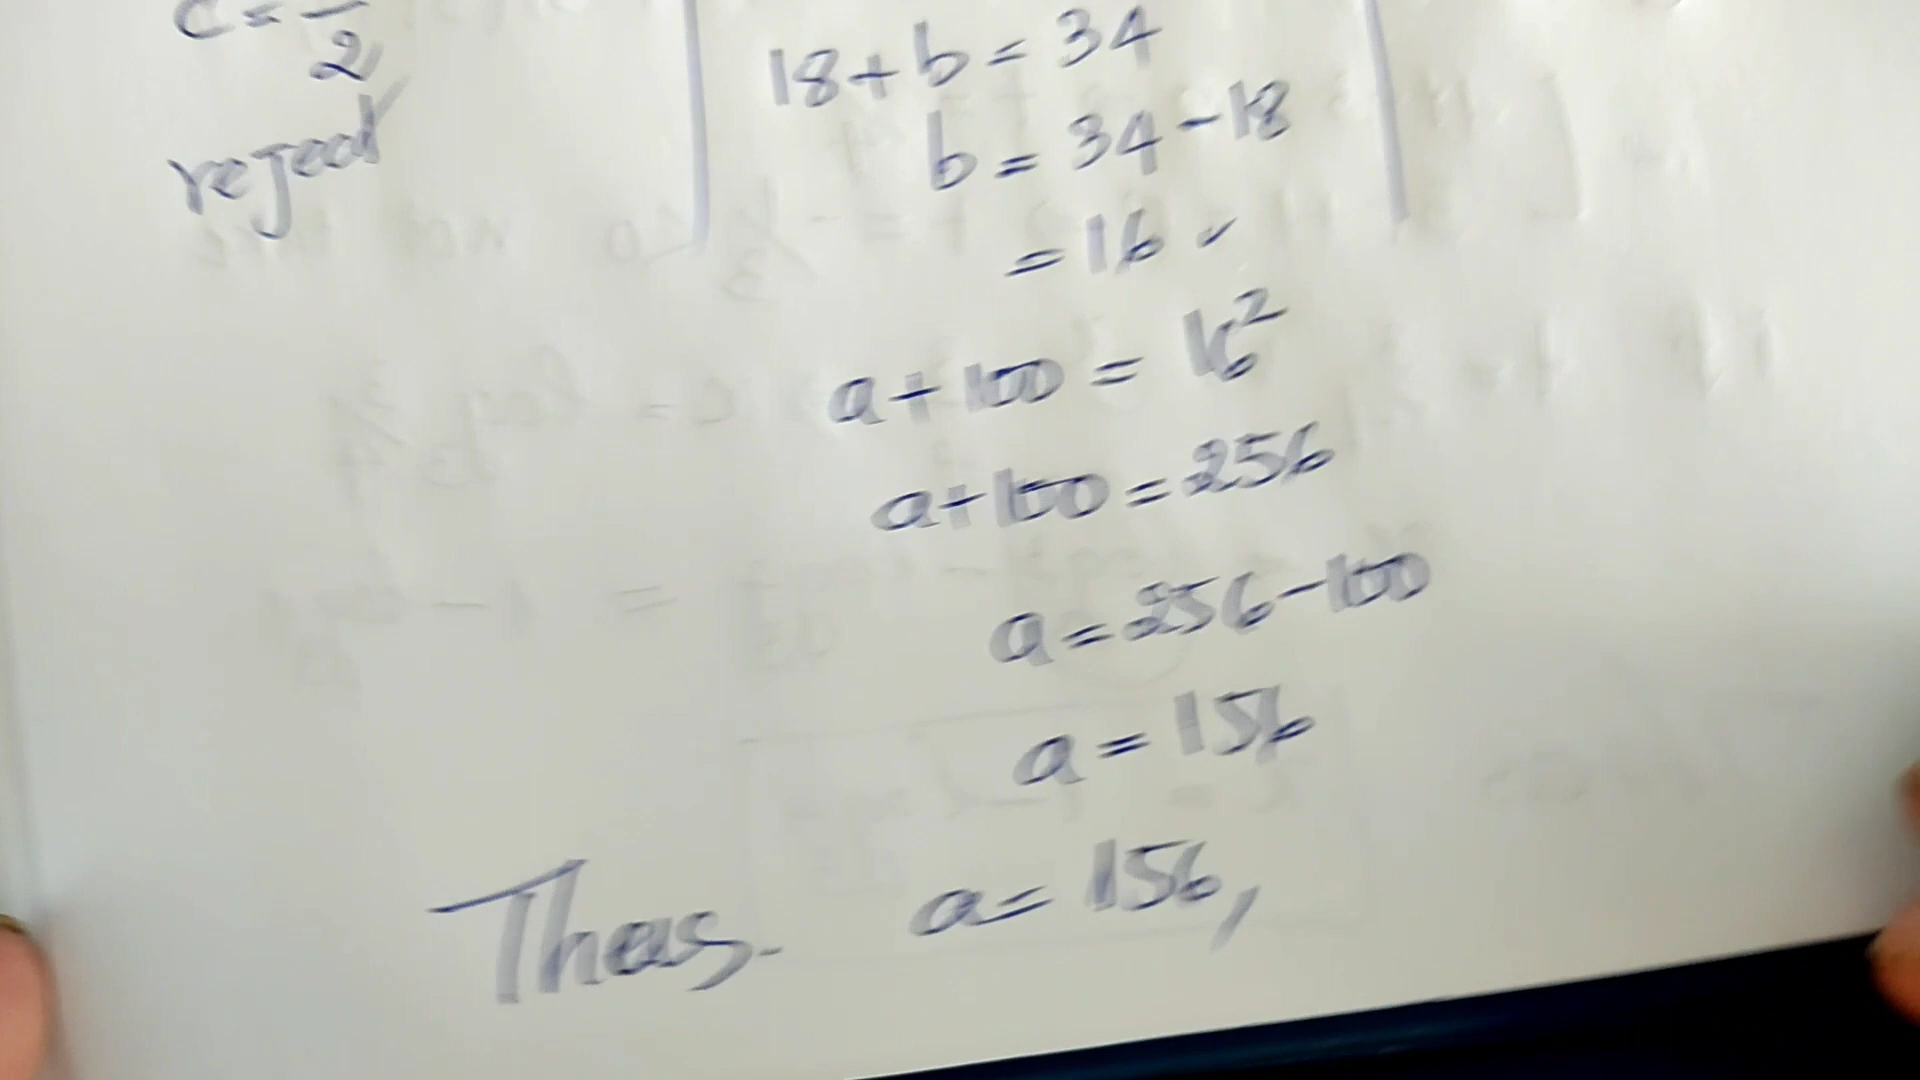 c = 2
reject
18 + b = 34
b = 34 - 18
= 16 ✓
a + 100 = 16²
a + 100 = 256
a = 256 - 100
a = 156
Thus. a = 156,